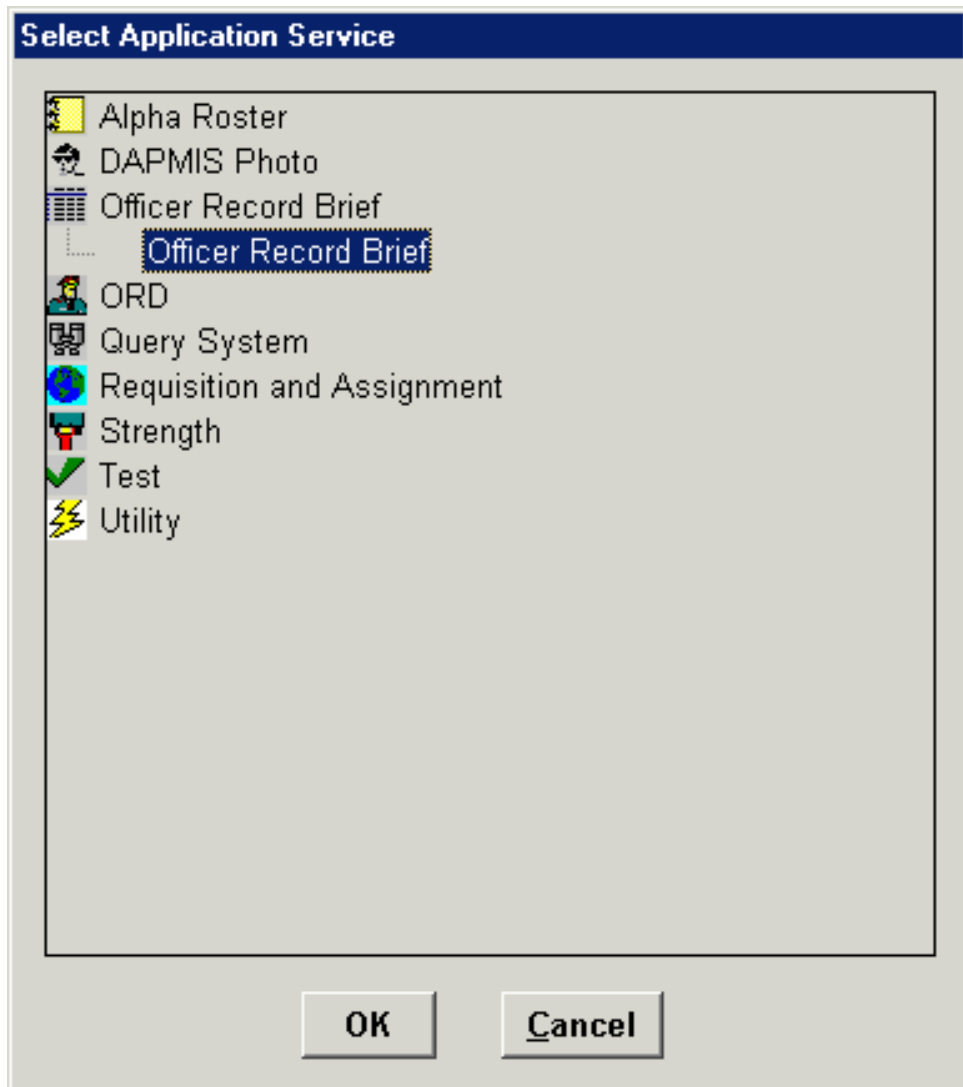 Select Application Service
Alpha Roster
DAPMIS Photo
Officer Record Brief
Officer Record Brief
ORD
Query System
Requisition and Assignment
Strength
Test
Utility
OK
Cancel